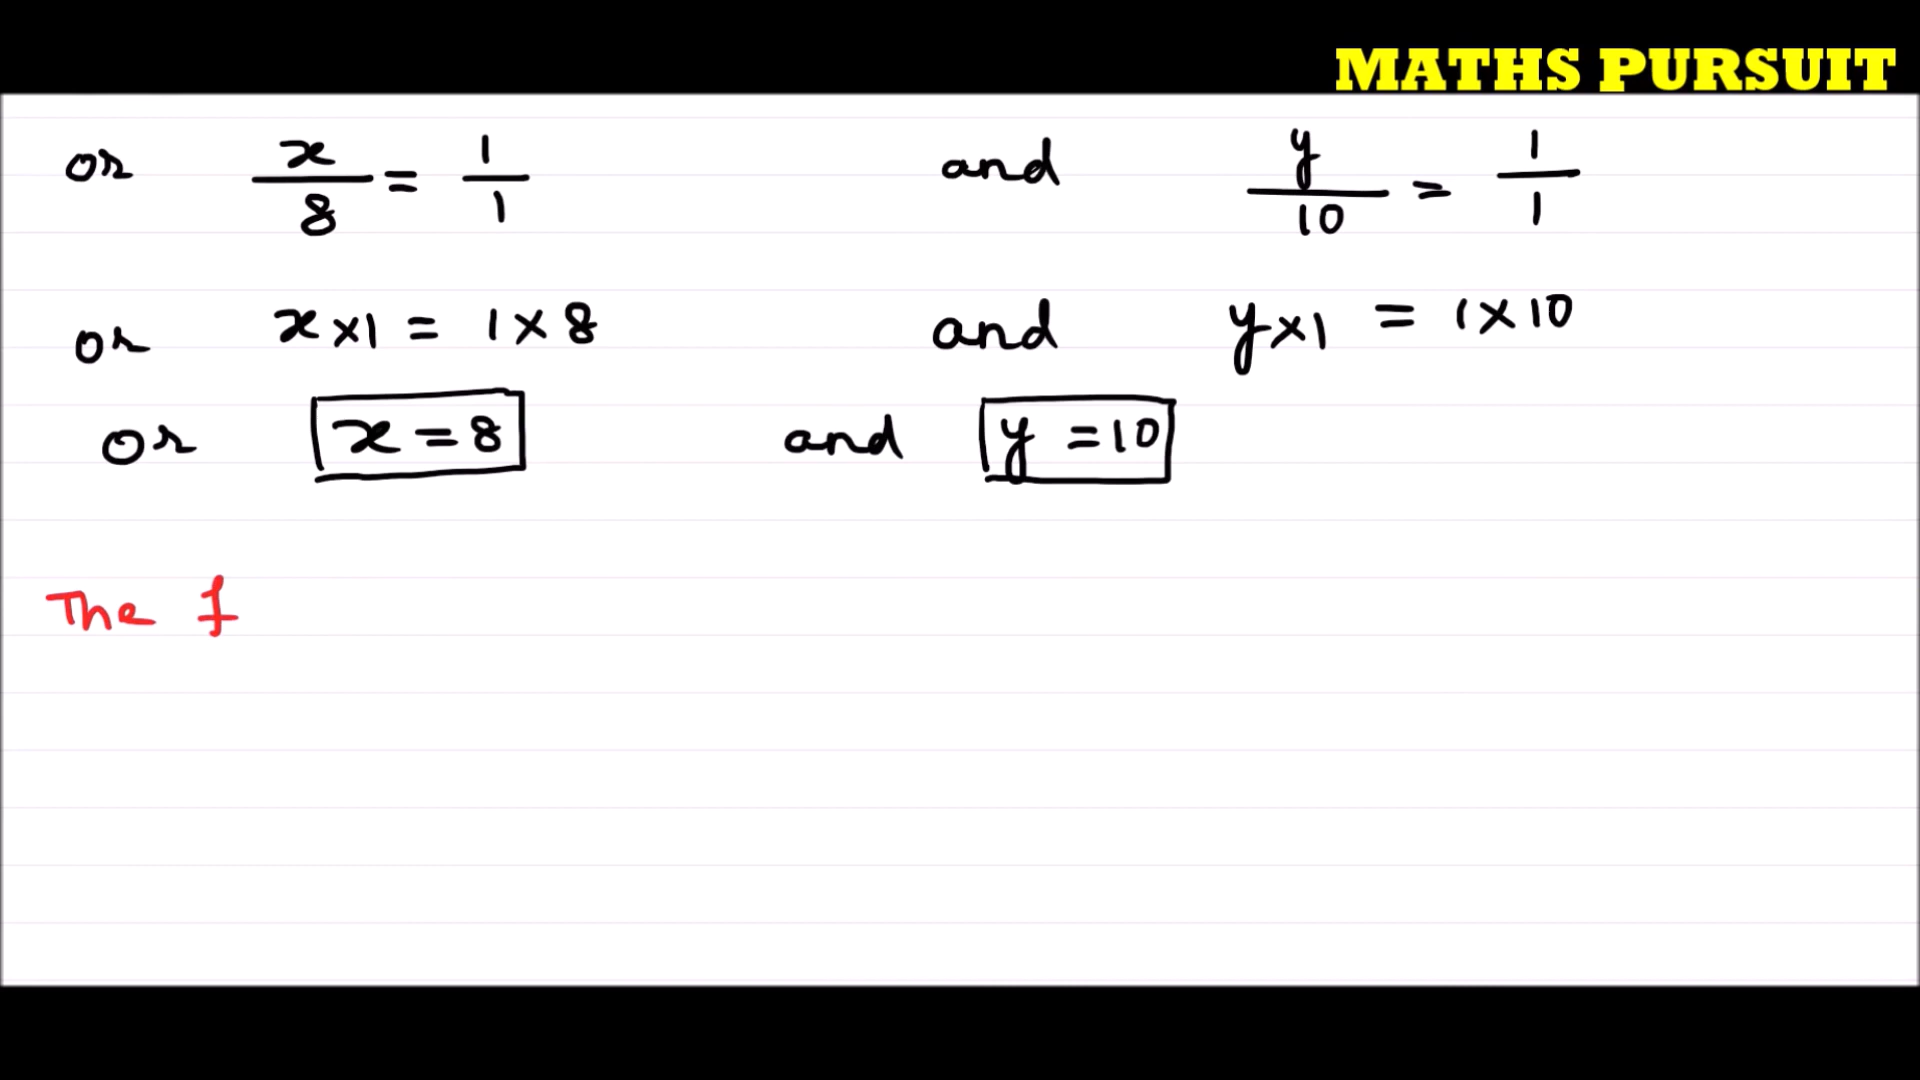 MATHS PURSUIT
or x/8 = 1/1 and y/10 = 1/1
or x×1 = 1×8 and y×1 = 1×10
or x=8 and y=10
The f